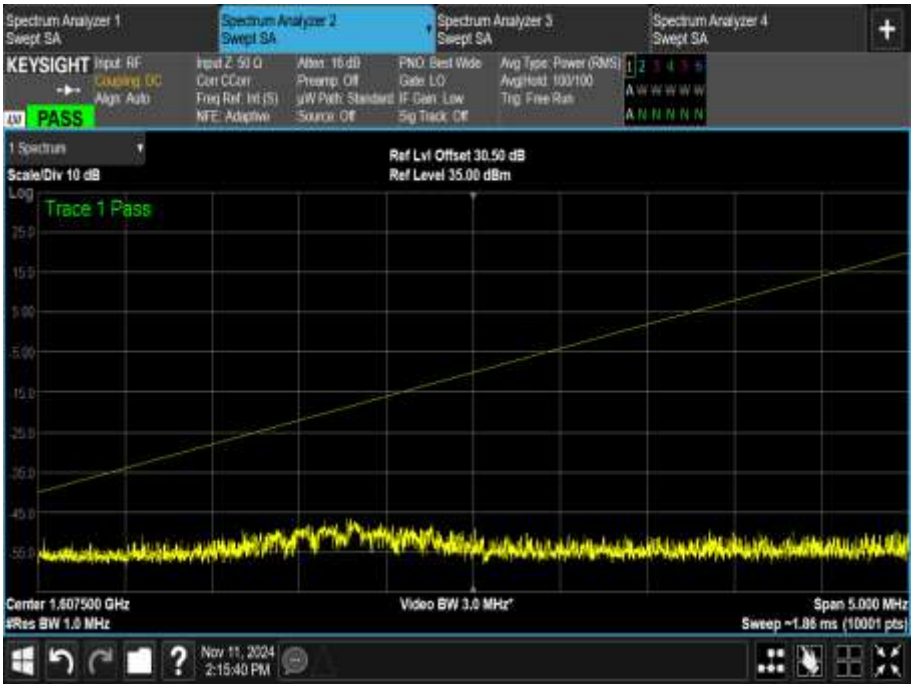 Spectrum Analyzer 1
Swept SA
Spectrum Analyzer 2
Swept SA
Spectrum Analyzer 3
Swept SA
Spectrum Analyzer 4
Swept SA
+
KEYSIGHT
Input: RF
Coupling: DC
Align: Auto
Input Z: 50 Ω
Corr CCorr
Freq Ref: Int (S)
NFE: Adaptive
Atten: 16 dB
Preamp: Off
µW Path: Standard
Source: Off
PNO: Best Wide
Gate: LO
IF Gain: Low
Sig Track: Off
Avg Type: Power (RMS)
Avg|Hold: 100/100
Trig: Free Run
1 2 3 4 5 6
A W W W W W
A N N N N N
LXI
PASS
1 Spectrum
Scale/Div 10 dB
Ref Lvl Offset 30.50 dB
Ref Level 35.00 dBm
Log
Trace 1 Pass
25.0
15.0
5.00
-5.00
-15.0
-25.0
-35.0
-45.0
-55.0
Center 1.607500 GHz
#Res BW 1.0 MHz
Video BW 3.0 MHz*
Span 5.000 MHz
Sweep ~1.86 ms (10001 pts)
?
Nov 11, 2024
2:15:40 PM